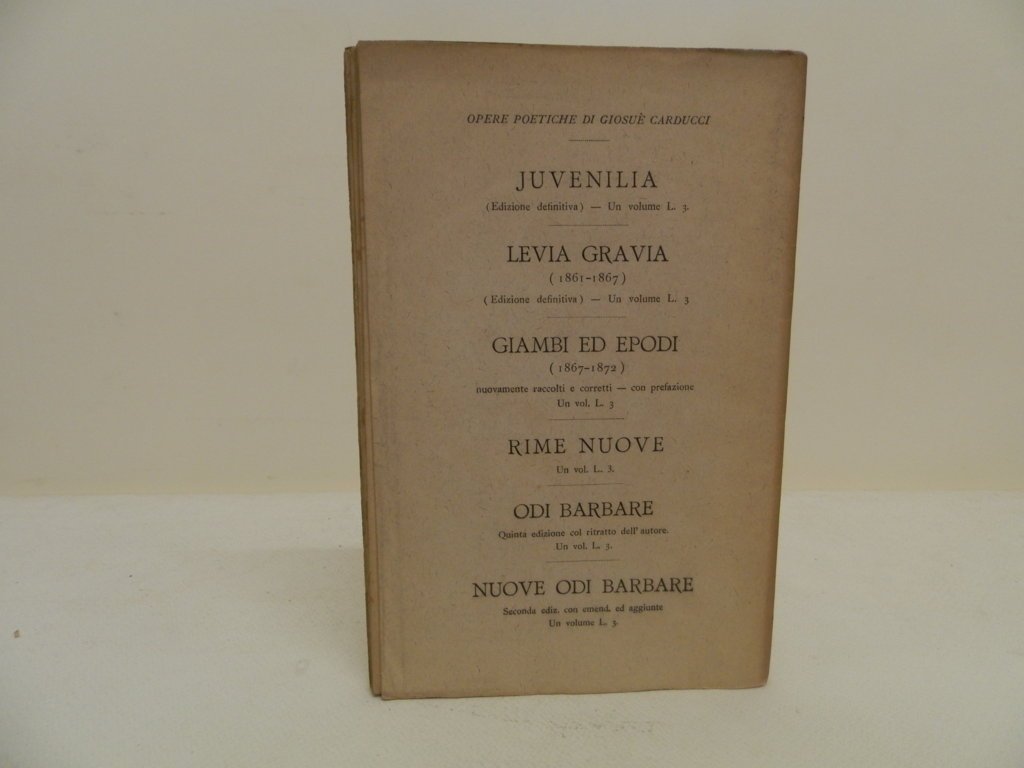 OPERE POETICHE DI GIOSUÈ CARDUCCI
JUVENILIA
(Edizione definitiva) — Un volume L. 3.
LEVIA GRAVIA
(1861-1867)
(Edizione definitiva) — Un volume L. 3
GIAMBI ED EPODI
(1867-1872)
nuovamente raccolti e corretti — con prefazione
Un vol. L. 3
RIME NUOVE
Un vol. L. 3.
ODI BARBARE
Quinta edizione col ritratto dell'autore.
Un vol. L. 3.
NUOVE ODI BARBARE
Seconda ediz. con emend. ed aggiunte
Un volume L. 3.